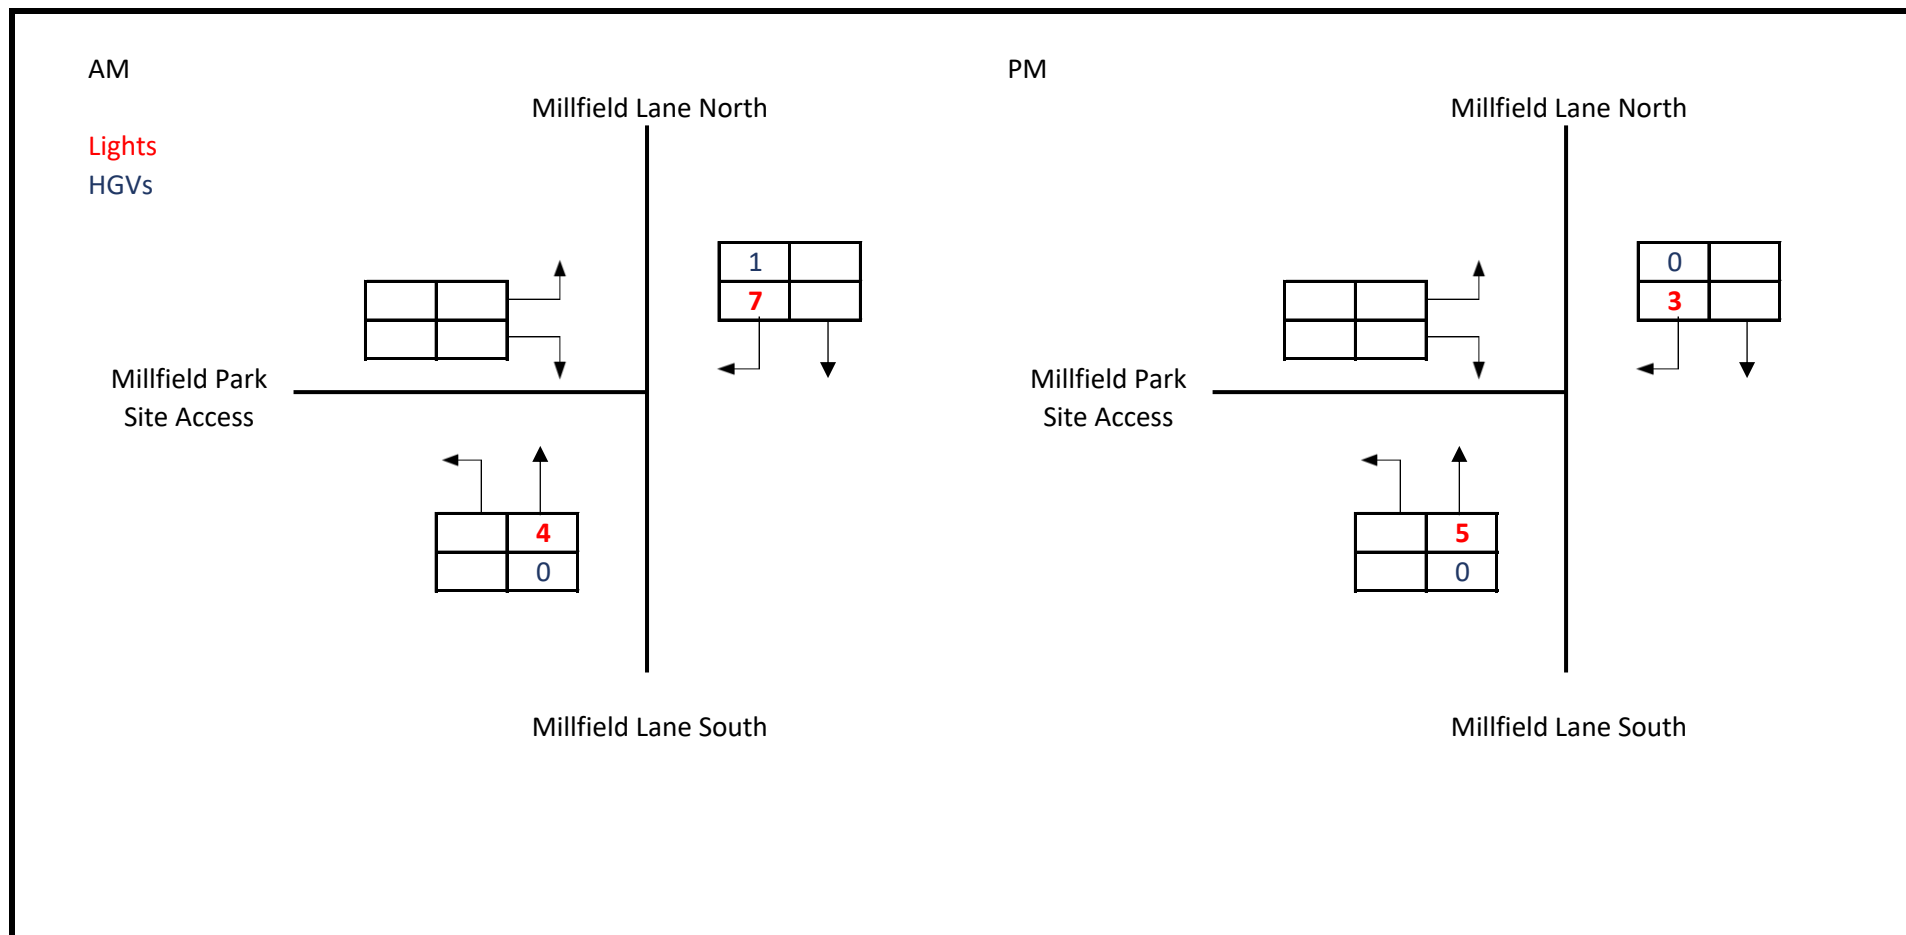 AM
Millfield Lane North
Lights
HGVs
1
7
Millfield Park
Site Access
4
0
Millfield Lane South
PM
Millfield Lane North
0
3
Millfield Park
Site Access
5
0
Millfield Lane South